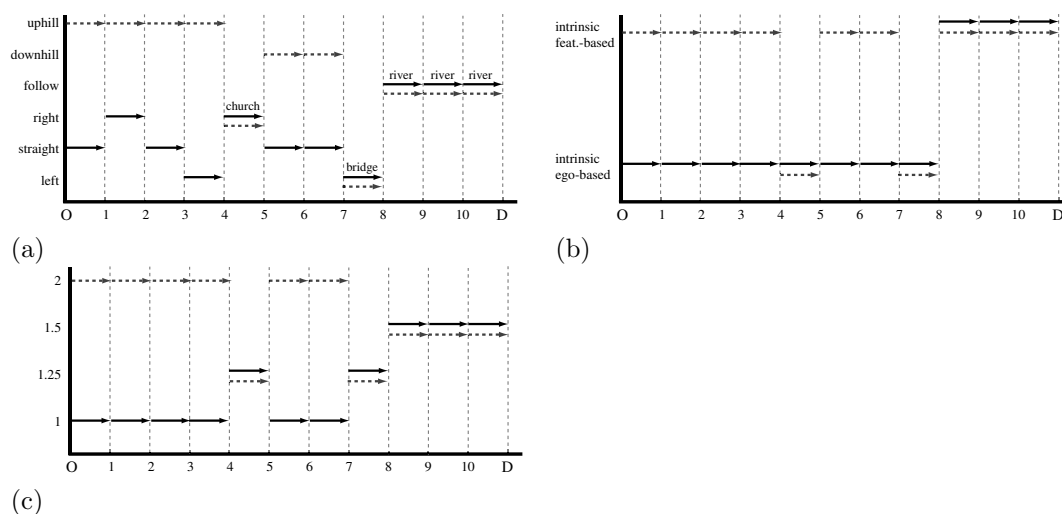 uphill
downhill
follow
river river river
right
church
straight
left
bridge
O 1 2 3 4 5 6 7 8 9 10 D
(a)
intrinsic
feat.-based
intrinsic
ego-based
O 1 2 3 4 5 6 7 8 9 10 D
(b)
2
1.5
1.25
1
O 1 2 3 4 5 6 7 8 9 10 D
(c)